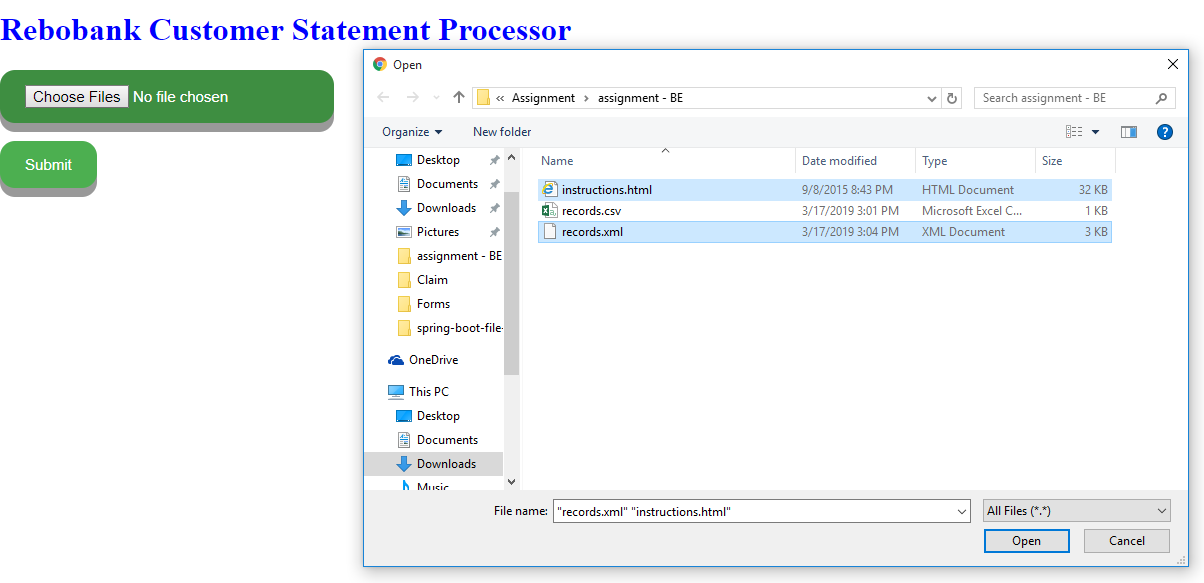 Rebobank Customer Statement Processor
Choose Files No file chosen
Submit
Open
« Assignment › assignment - BE
Search assignment - BE
Organize
New folder
Desktop
Documents
Downloads
Pictures
assignment - BE
Claim
Forms
spring-boot-file-
OneDrive
This PC
Desktop
Documents
Downloads
Music
Name Date modified Type Size
instructions.html 9/8/2015 8:43 PM HTML Document 32 KB
records.csv 3/17/2019 3:01 PM Microsoft Excel C... 1 KB
records.xml 3/17/2019 3:04 PM XML Document 3 KB
File name: "records.xml" "instructions.html"
All Files (*.*)
Open
Cancel